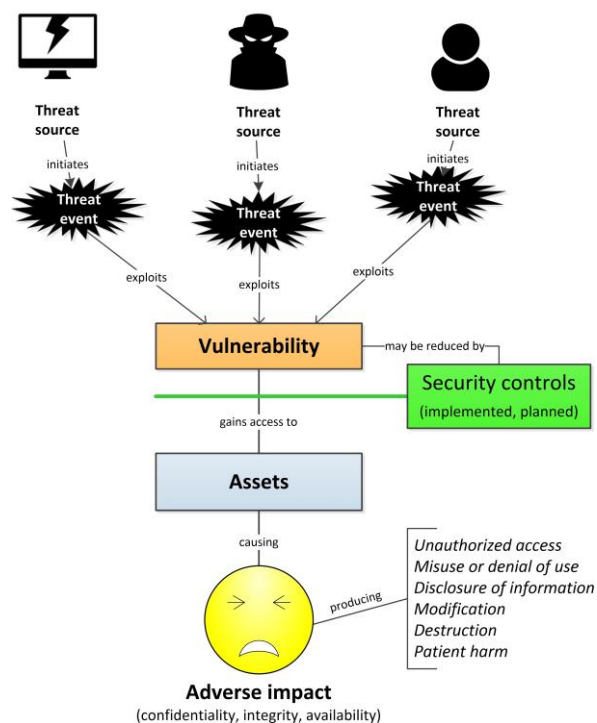 Threat
source
Threat
source
Threat
source
initiates
initiates
initiates
Threat
event
Threat
event
Threat
event
exploits
exploits
exploits
Vulnerability
may be reduced by
Security controls
(implemented, planned)
gains access to
Assets
causing
producing
Unauthorized access
Misuse or denial of use
Disclosure of information
Modification
Destruction
Patient harm
Adverse impact
(confidentiality, integrity, availability)